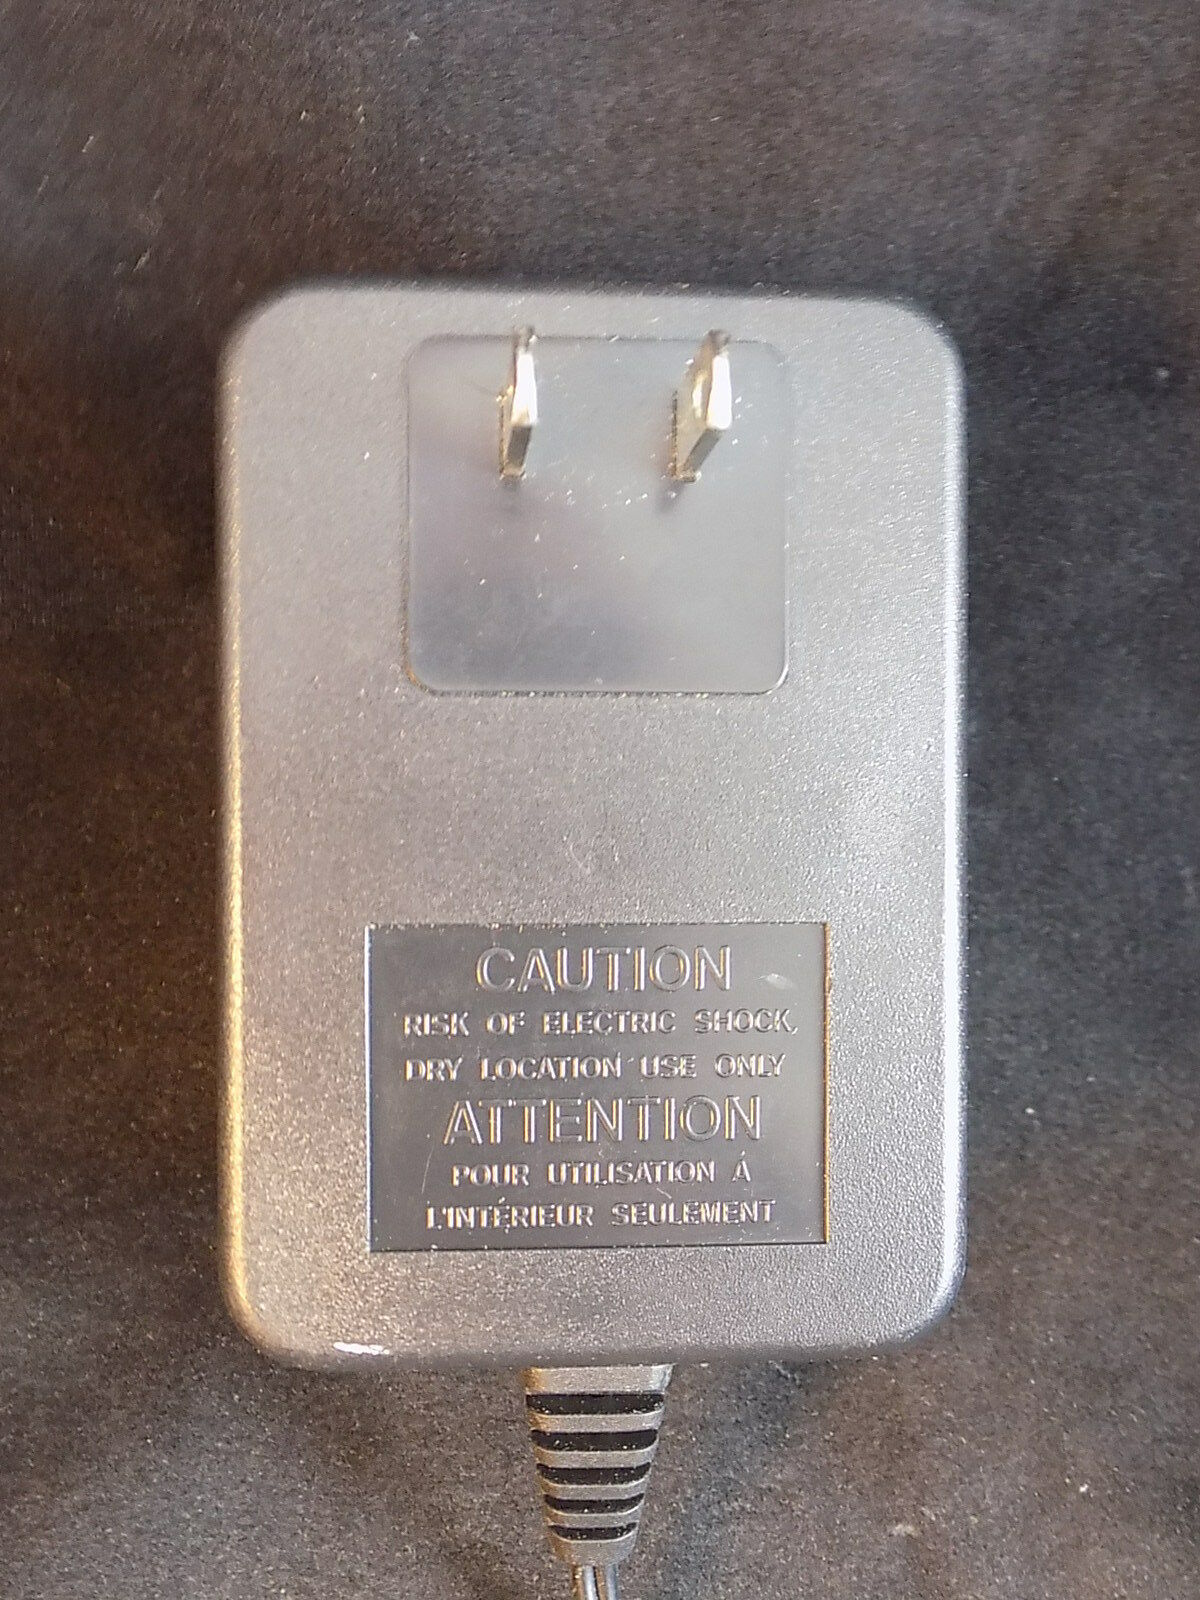 CAUTION
RISK OF ELECTRIC SHOCK,
DRY LOCATION USE ONLY
ATTENTION
POUR UTILISATION Á
L'INTÉRIEUR SEULEMENT